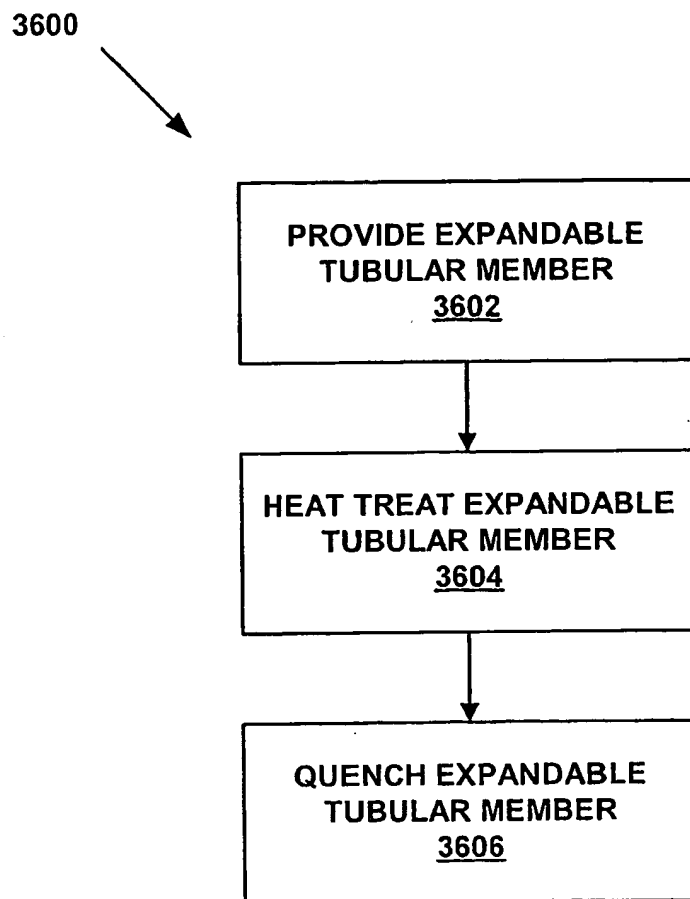 3600
PROVIDE EXPANDABLE
TUBULAR MEMBER
3602
HEAT TREAT EXPANDABLE
TUBULAR MEMBER
3604
QUENCH EXPANDABLE
TUBULAR MEMBER
3606